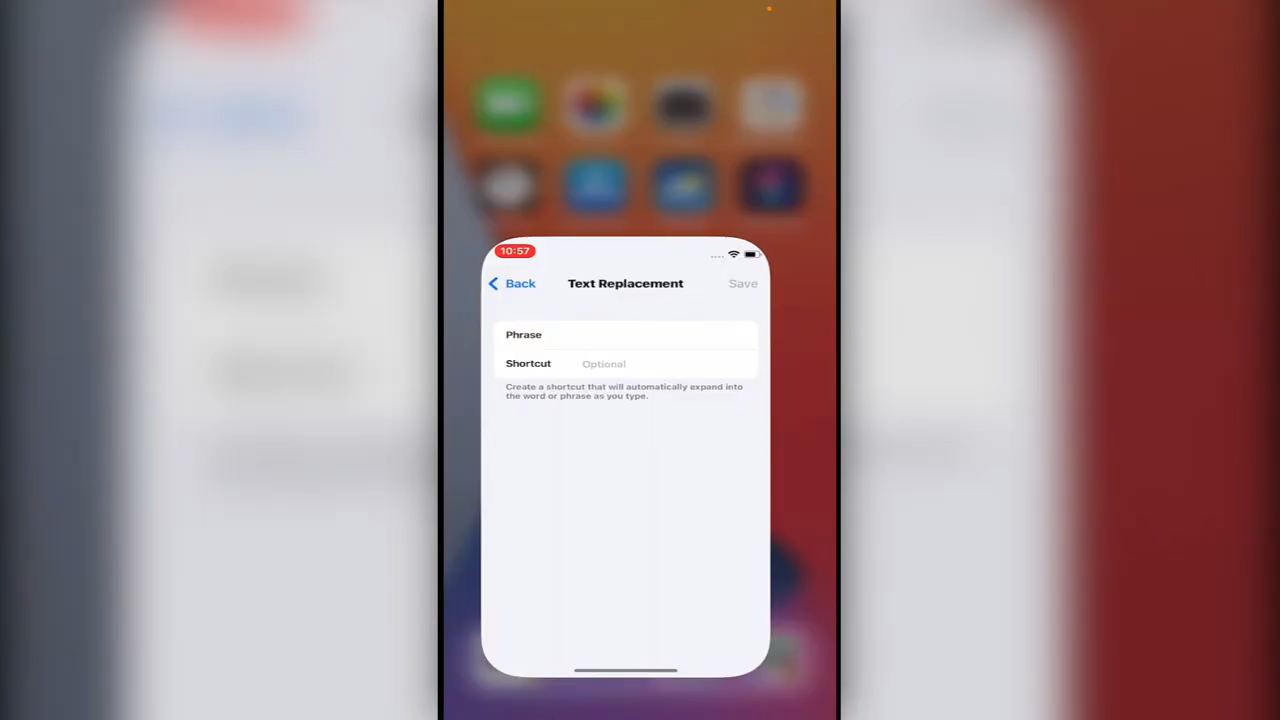 10:57
Back
Text Replacement
Save
Phrase
Shortcut
Optional
Create a shortcut that will automatically expand into
the word or phrase as you type.